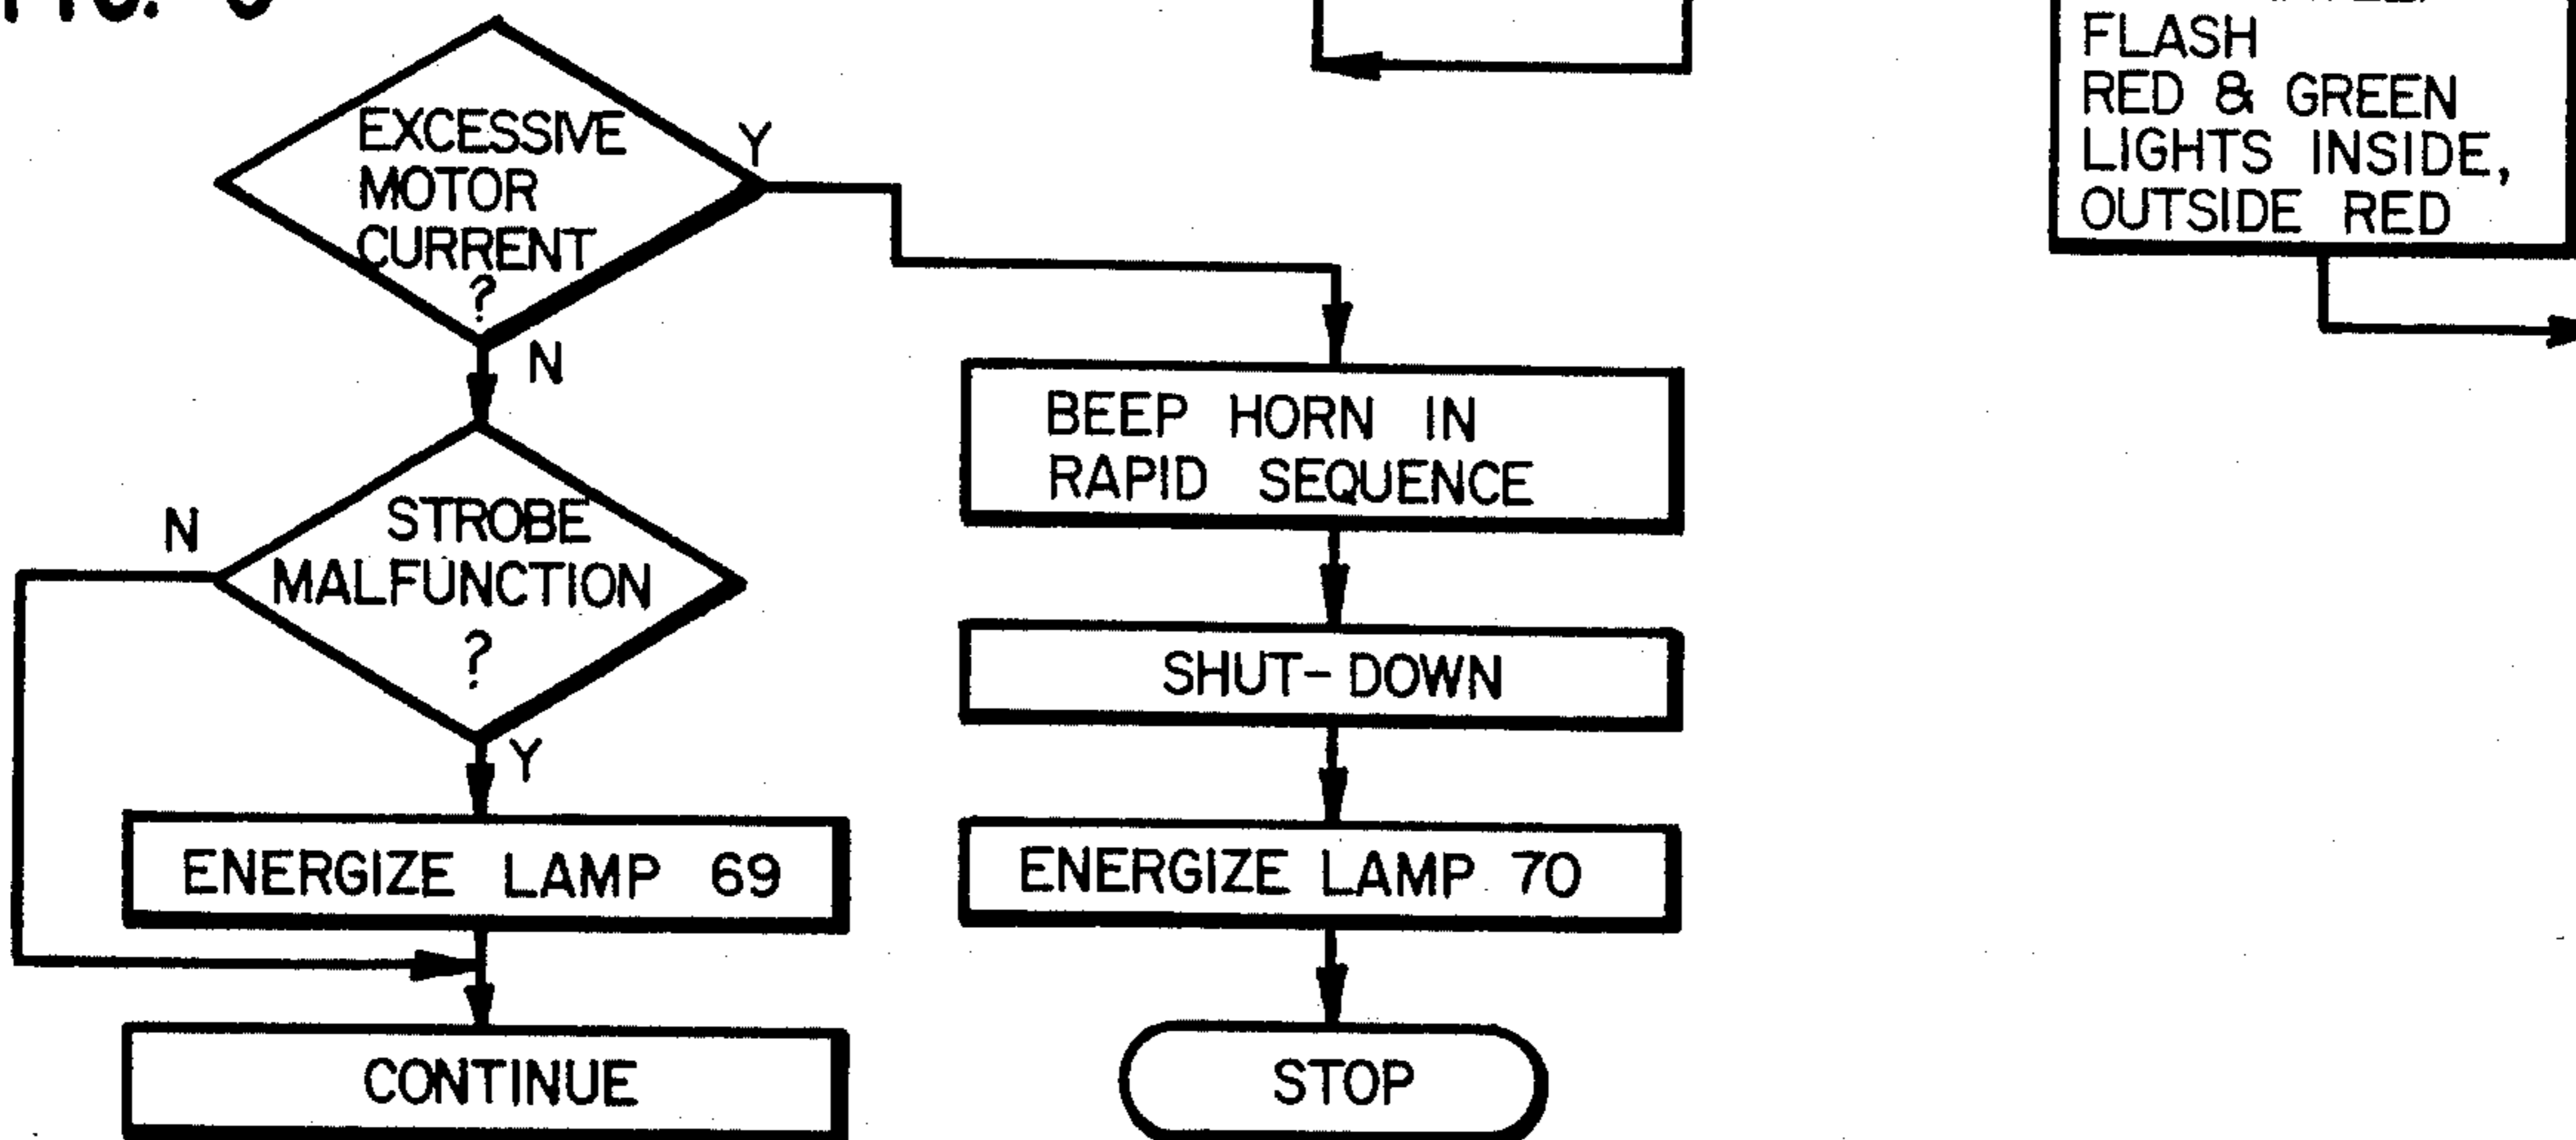 EXCESSIVE
MOTOR
CURRENT
?
Y
N
STROBE
MALFUNCTION
?
N
Y
ENERGIZE LAMP 69
CONTINUE
BEEP HORN IN
RAPID SEQUENCE
SHUT-DOWN
ENERGIZE LAMP 70
STOP
FLASH
RED & GREEN
LIGHTS INSIDE,
OUTSIDE RED